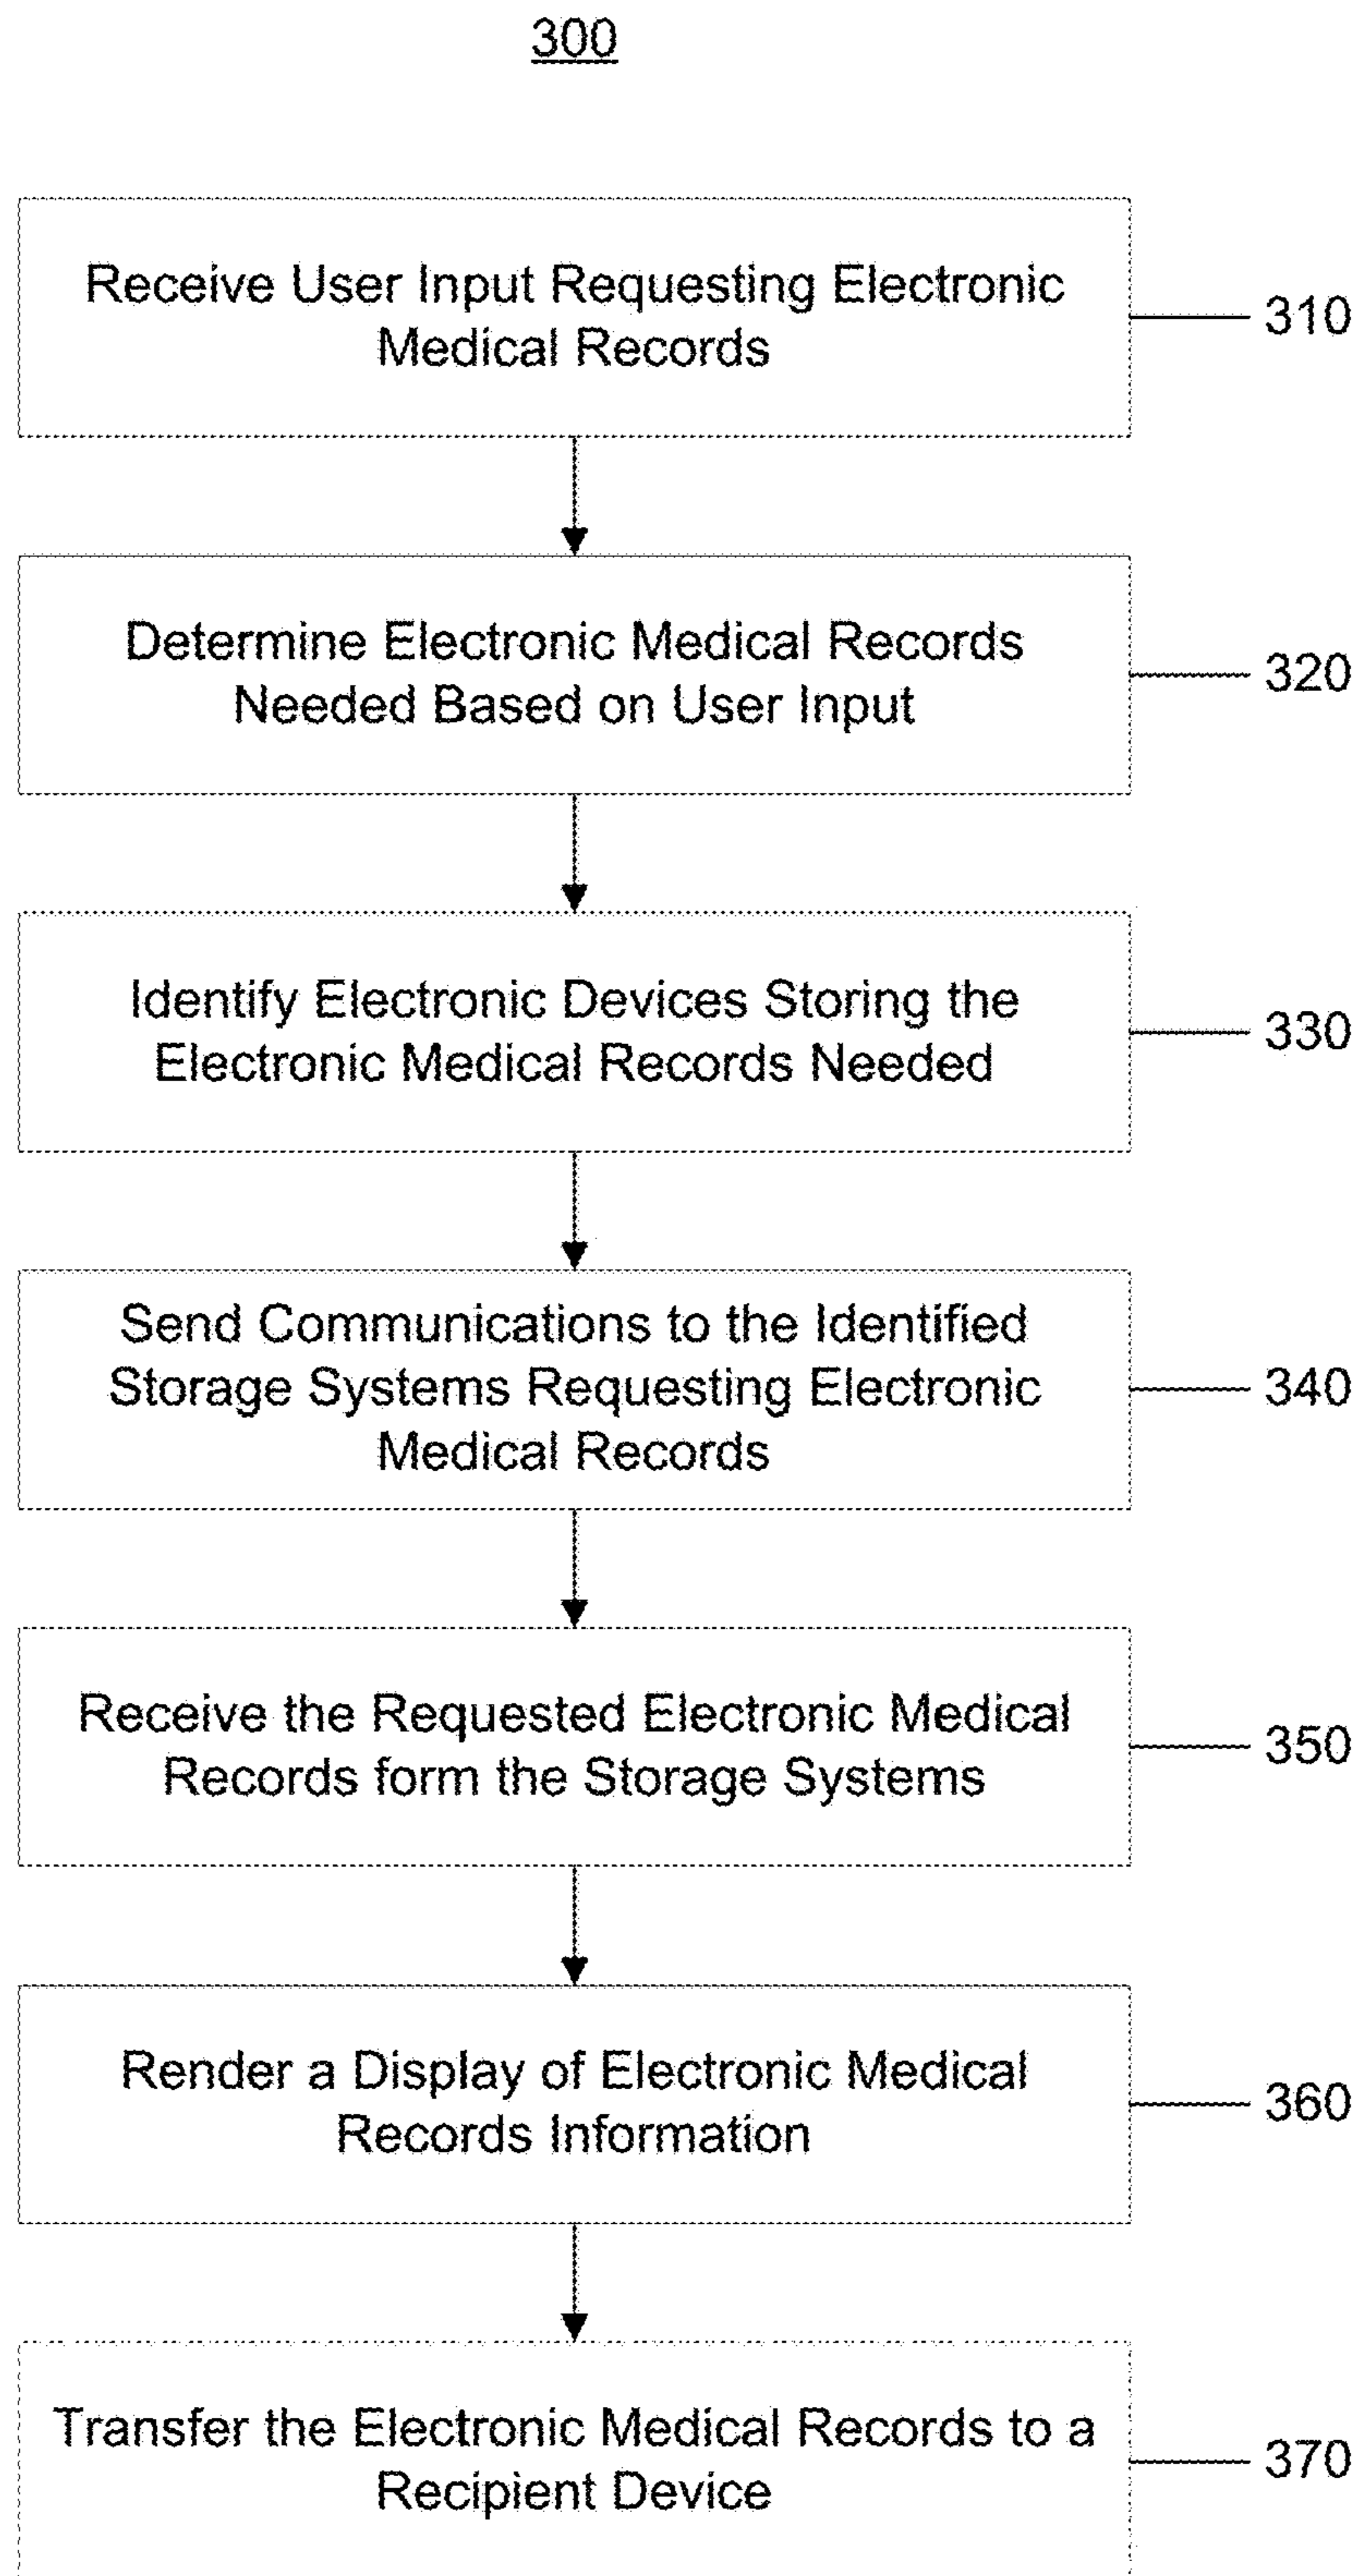 300
Receive User Input Requesting Electronic
Medical Records
310
Determine Electronic Medical Records
Needed Based on User Input
320
Identify Electronic Devices Storing the
Electronic Medical Records Needed
330
Send Communications to the Identified
Storage Systems Requesting Electronic
Medical Records
340
Receive the Requested Electronic Medical
Records form the Storage Systems
350
Render a Display of Electronic Medical
Records Information
360
Transfer the Electronic Medical Records to a
Recipient Device
370